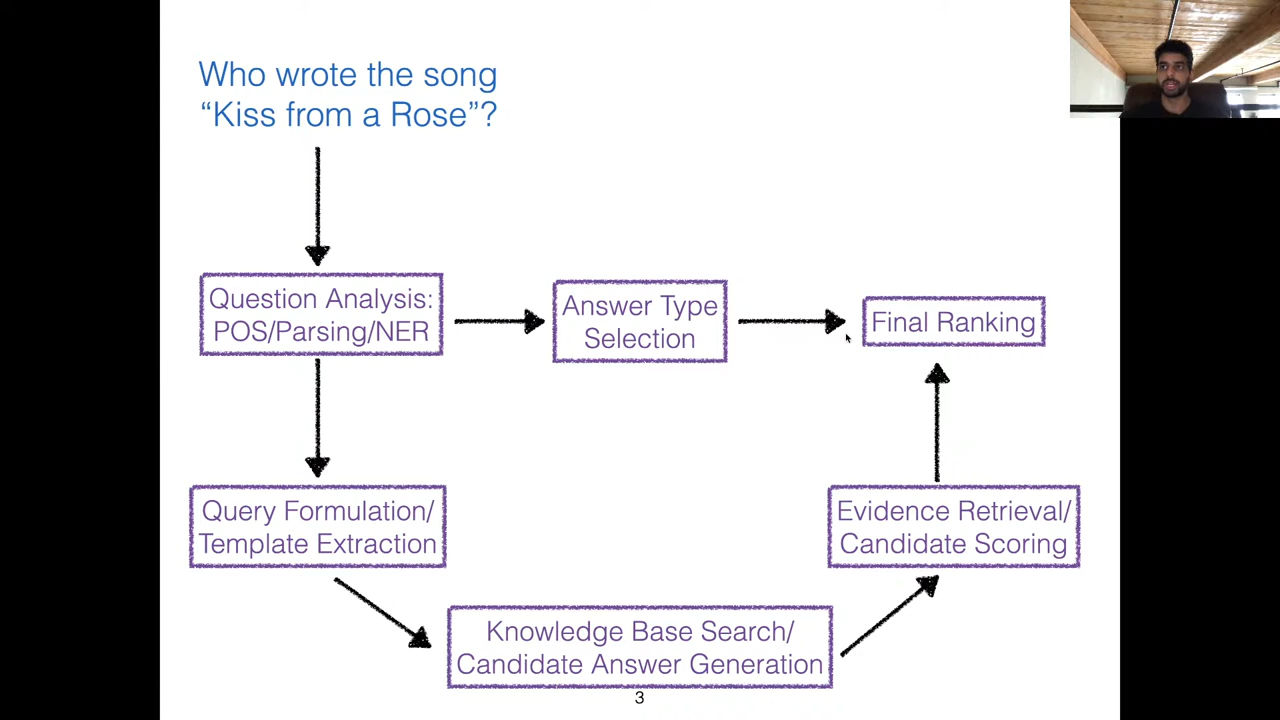 Who wrote the song
“Kiss from a Rose”?
Question Analysis:
POS/Parsing/NER
Answer Type
Selection
Final Ranking
Query Formulation/
Template Extraction
Evidence Retrieval/
Candidate Scoring
Knowledge Base Search/
Candidate Answer Generation
3